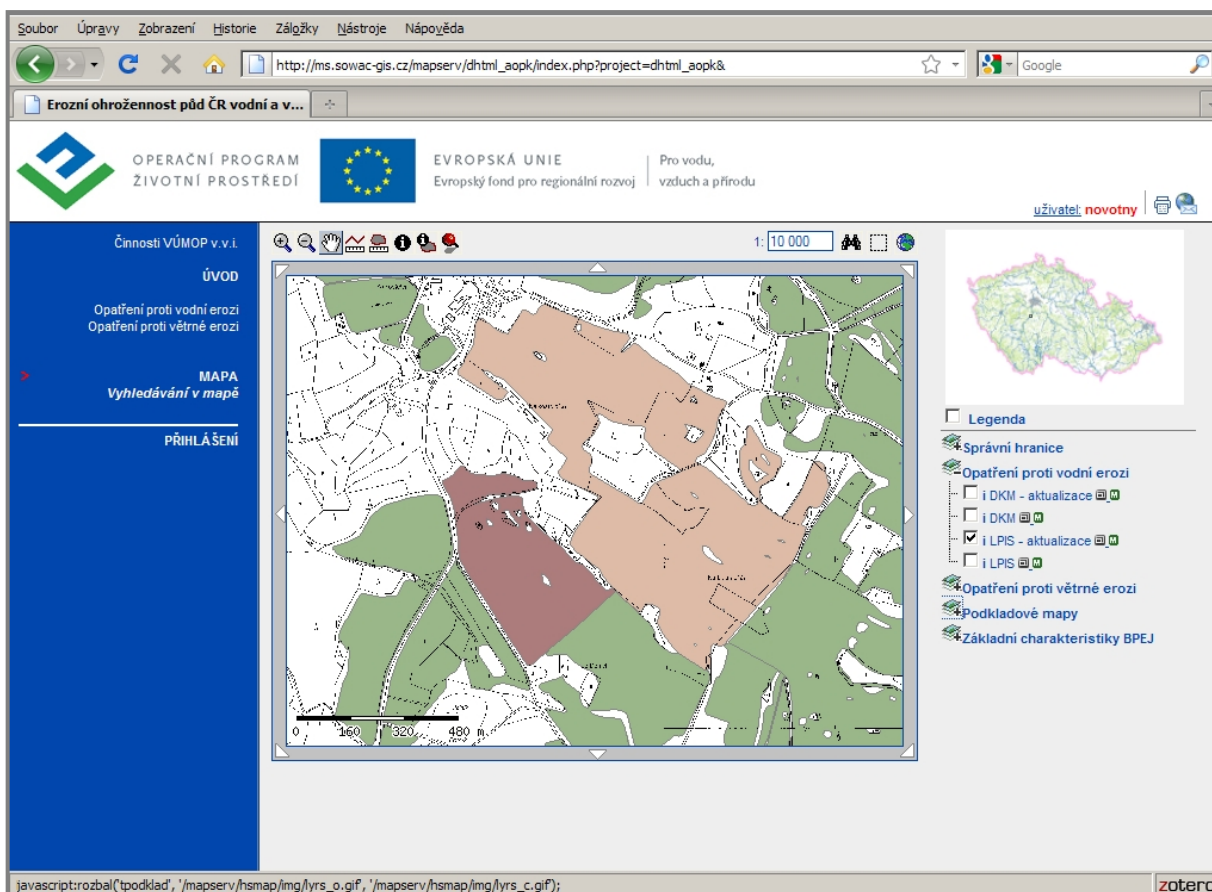 Soubor Úpravy Zobrazení Historie Záložky Nástroje Nápověda
http://ms.sowac-gis.cz/mapserv/dhtml_aopk/index.php?project=dhtml_aopk&
Google
Erozní ohrožennost půd ČR vodní a v...
OPERAČNÍ PROGRAM
ŽIVOTNÍ PROSTŘEDÍ
EVROPSKÁ UNIE
Evropský fond pro regionální rozvoj
Pro vodu,
vzduch a přírodu
uživatel: novotny
Činnosti VÚMOP v.v.i.
ÚVOD
Opatření proti vodní erozi
Opatření proti větrné erozi
> MAPA
Vyhledávání v mapě
PŘIHLÁŠENÍ
1: 10 000
0 160 320 480 m
Legenda
Správní hranice
Opatření proti vodní erozi
i DKM - aktualizace
i DKM
i LPIS - aktualizace
i LPIS
Opatření proti větrné erozi
Podkladové mapy
Základní charakteristiky BPEJ
javascript:rozbal('tpodklad', '/mapserv/hsmap/img/lyrs_o.gif', '/mapserv/hsmap/img/lyrs_c.gif');
zotero